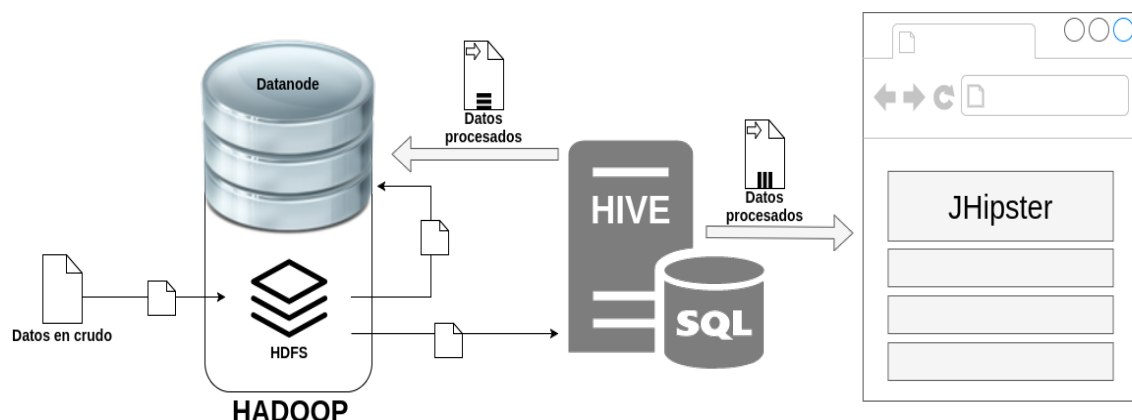 Datanode
Datos
procesados
Datos
procesados
HIVE
SQL
JHipster
Datos en crudo
HDFS
HADOOP